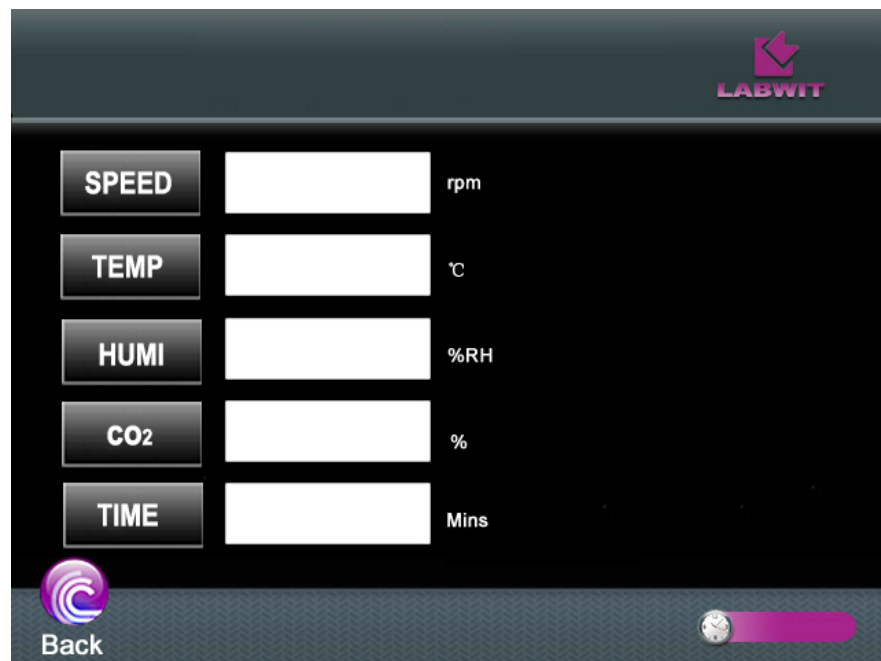 LABWIT
SPEED rpm
TEMP ℃
HUMI %RH
CO2 %
TIME Mins
Back